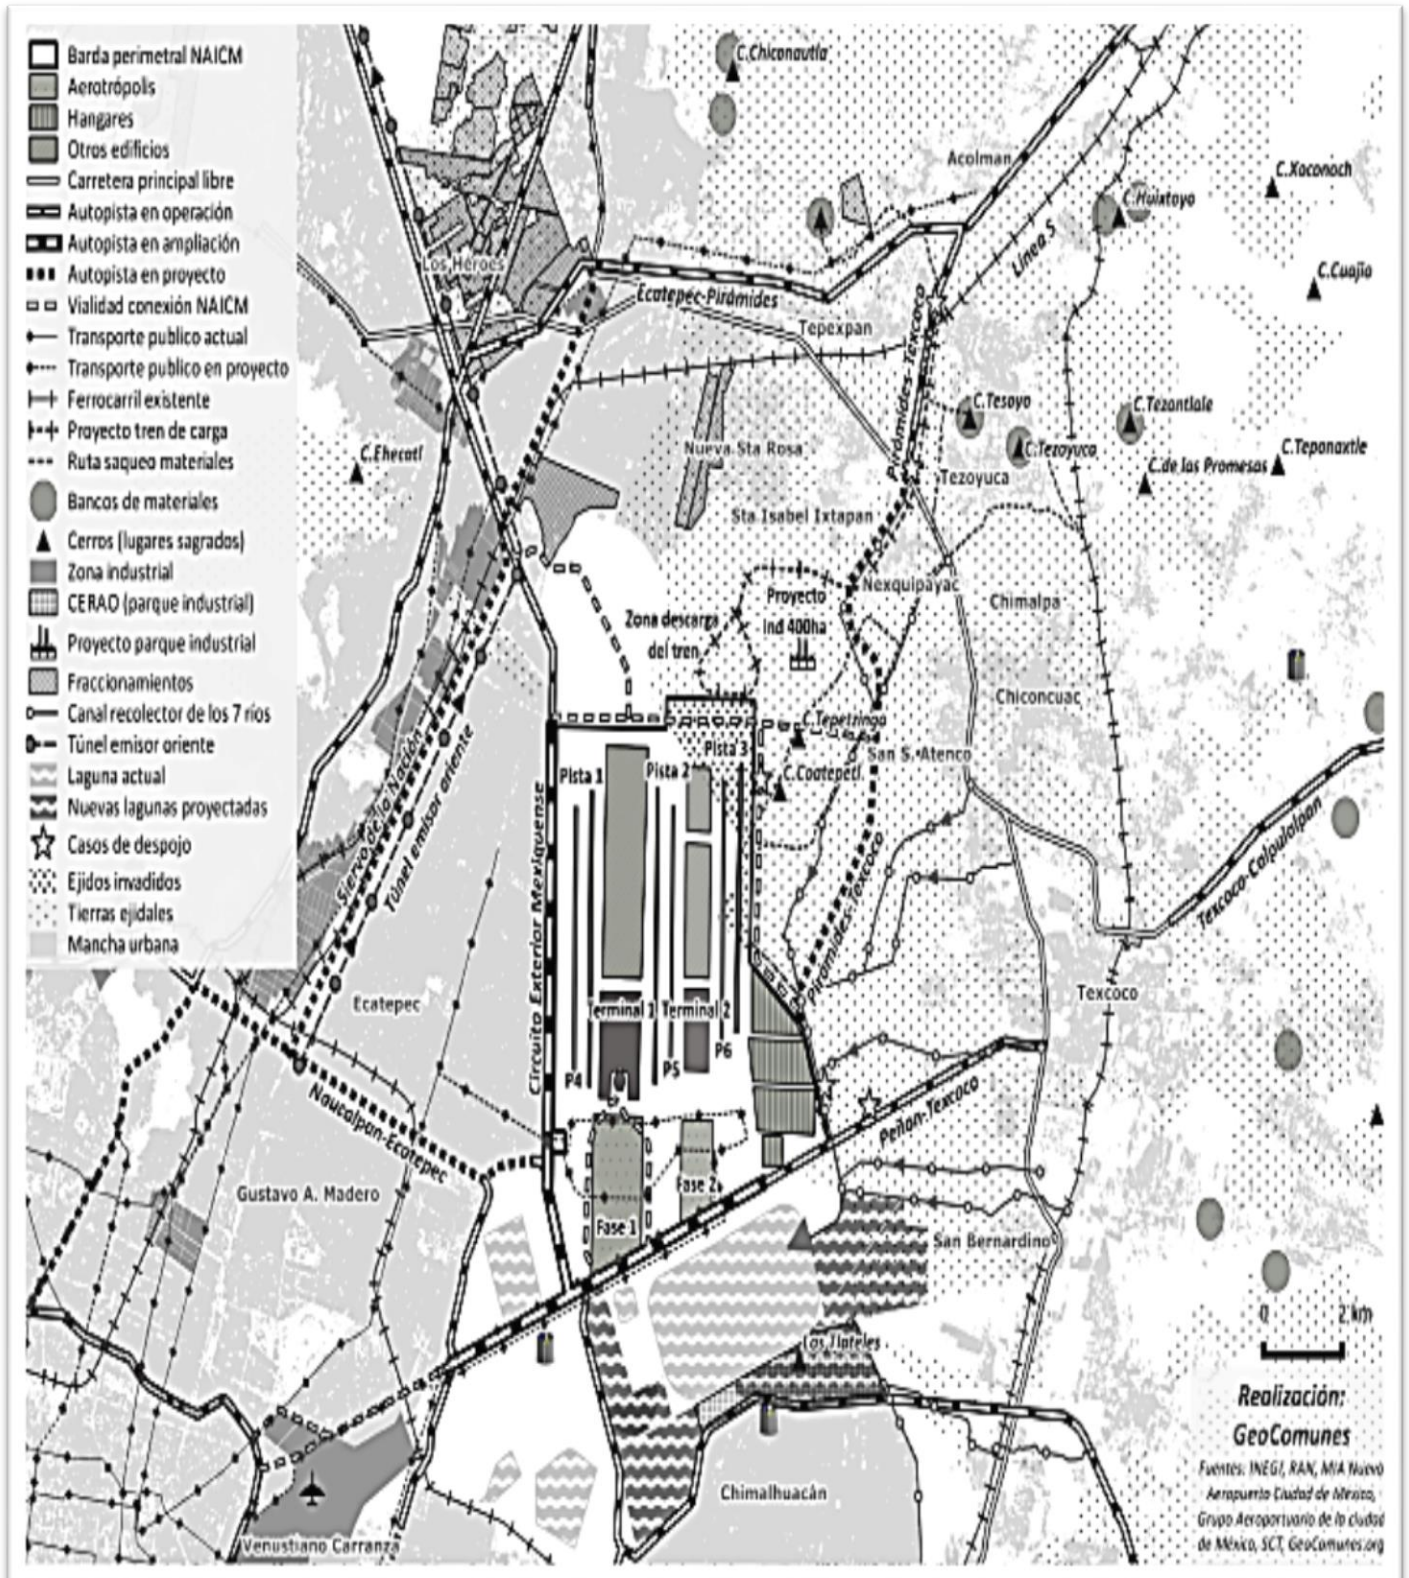 Barda perimetral NAICM
Aerotrópolis
Hangares
Otros edificios
Carretera principal libre
Autopista en operación
Autopista en ampliación
Autopista en proyecto
Vialidad conexión NAICM
Transporte publico actual
Transporte publico en proyecto
Ferrocarril existente
Proyecto tren de carga
Ruta saqueo materiales
Bancos de materiales
Cerros (lugares sagrados)
Zona industrial
CERAO (parque industrial)
Proyecto parque industrial
Fraccionamientos
Canal recolector de los 7 ríos
Túnel emisor oriente
Laguna actual
Nuevas lagunas proyectadas
Casos de despojo
Ejidos invadidos
Tierras ejidales
Mancha urbana
C.Chiconautla
Acolman
C.Xoconoch
C.Huixtoyo
Línea S
C.Cuajio
Los Héroes
Ecatepec-Pirámides
Tepexpan
Pirámides-Texcoco
C.Tesoyo
C.Tezontlale
C.Ehecatl
Nueva Sta Rosa
C.Tezoyuca
C.Teponaxtle
C.de las Promesas
Tezoyuca
Sta Isabel Ixtapan
Nexquipayac
Proyecto
Ind 400ha
Chimalpa
Zona descarga
del tren
Chiconcuac
C.Tepetzingo
Pista 3
San S. Atenco
Pista 1
Pista 2
C.Coatepetl
Siervo de la Nación
Túnel emisor oriente
Circuito Exterior Mexiquense
Pirámides-Texcoco
Texcoco-Calpulalpan
Ecatepec
Terminal 1
Terminal 2
Texcoco
P6
P4
P5
Naucalpan-Ecatepec
Peñon-Texcoco
Gustavo A. Madero
Fase 2
Fase 1
San Bernardino
0 2 km
Los Tlateles
Chimalhuacán
Venustiano Carranza
Realización:
GeoComunes
Fuentes: INEGI, RAN, MIA Nuevo
Aeropuerto Ciudad de Mexico,
Grupo Aeroportuario de la ciudad
de México, SCT, GeoComunes.org